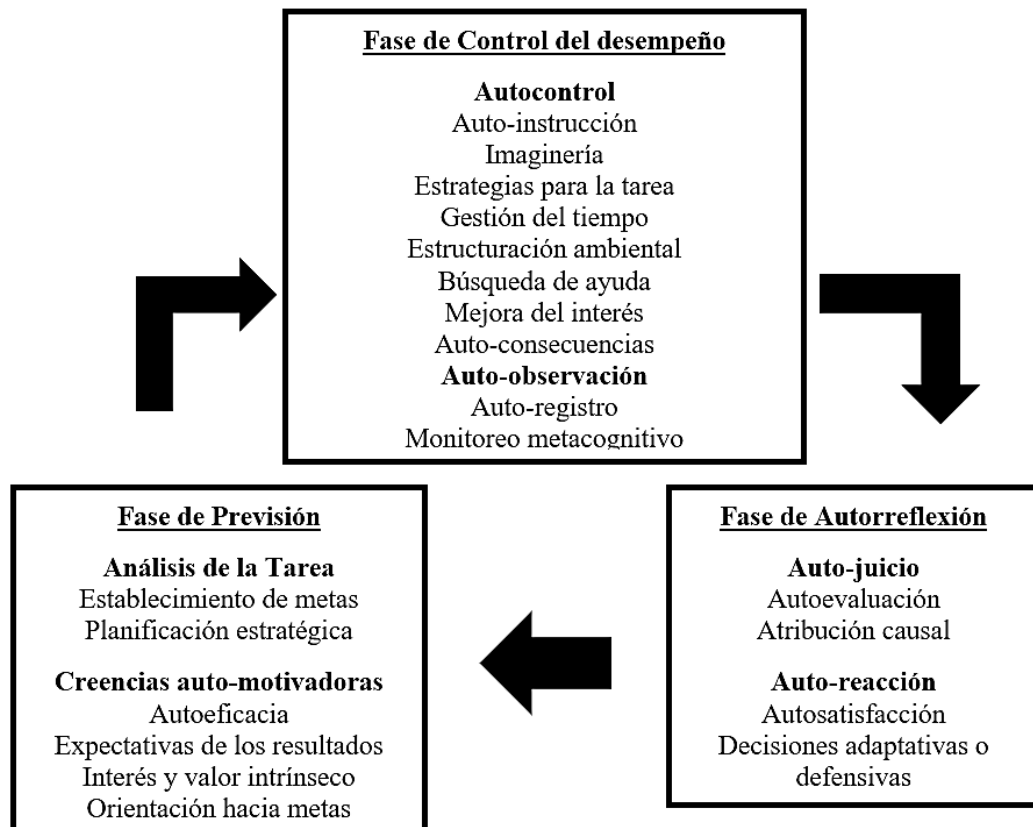 Fase de Control del desempeño
Autocontrol
Auto-instrucción
Imaginería
Estrategias para la tarea
Gestión del tiempo
Estructuración ambiental
Búsqueda de ayuda
Mejora del interés
Auto-consecuencias
Auto-observación
Auto-registro
Monitoreo metacognitivo
Fase de Previsión
Análisis de la Tarea
Establecimiento de metas
Planificación estratégica
Creencias auto-motivadoras
Autoeficacia
Expectativas de los resultados
Interés y valor intrínseco
Orientación hacia metas
Fase de Autorreflexión
Auto-juicio
Autoevaluación
Atribución causal
Auto-reacción
Autosatisfacción
Decisiones adaptativas o
defensivas